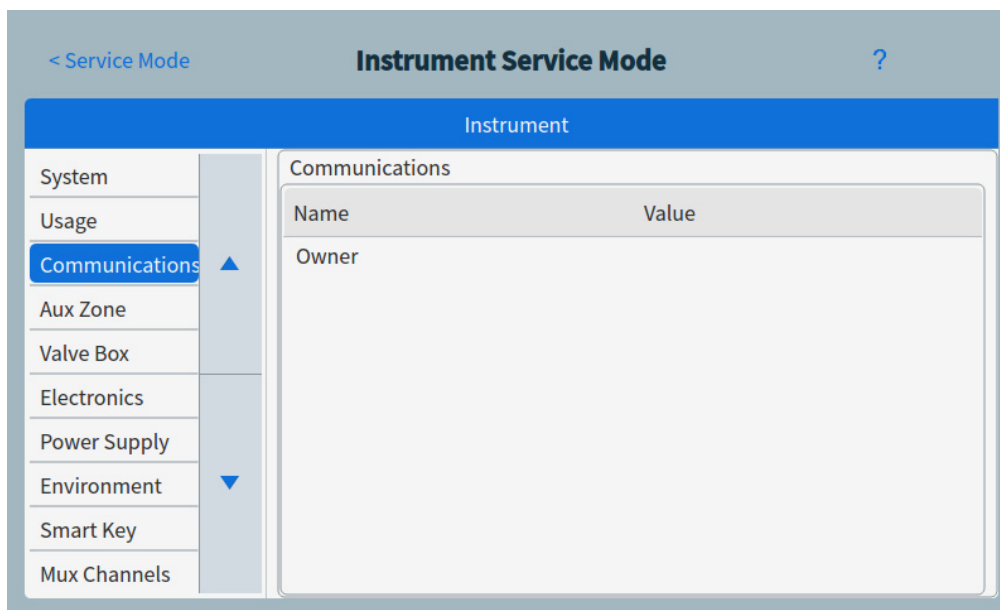 < Service Mode
Instrument Service Mode
?
Instrument
System
Usage
Communications
Aux Zone
Valve Box
Electronics
Power Supply
Environment
Smart Key
Mux Channels
Communications
Name Value
Owner